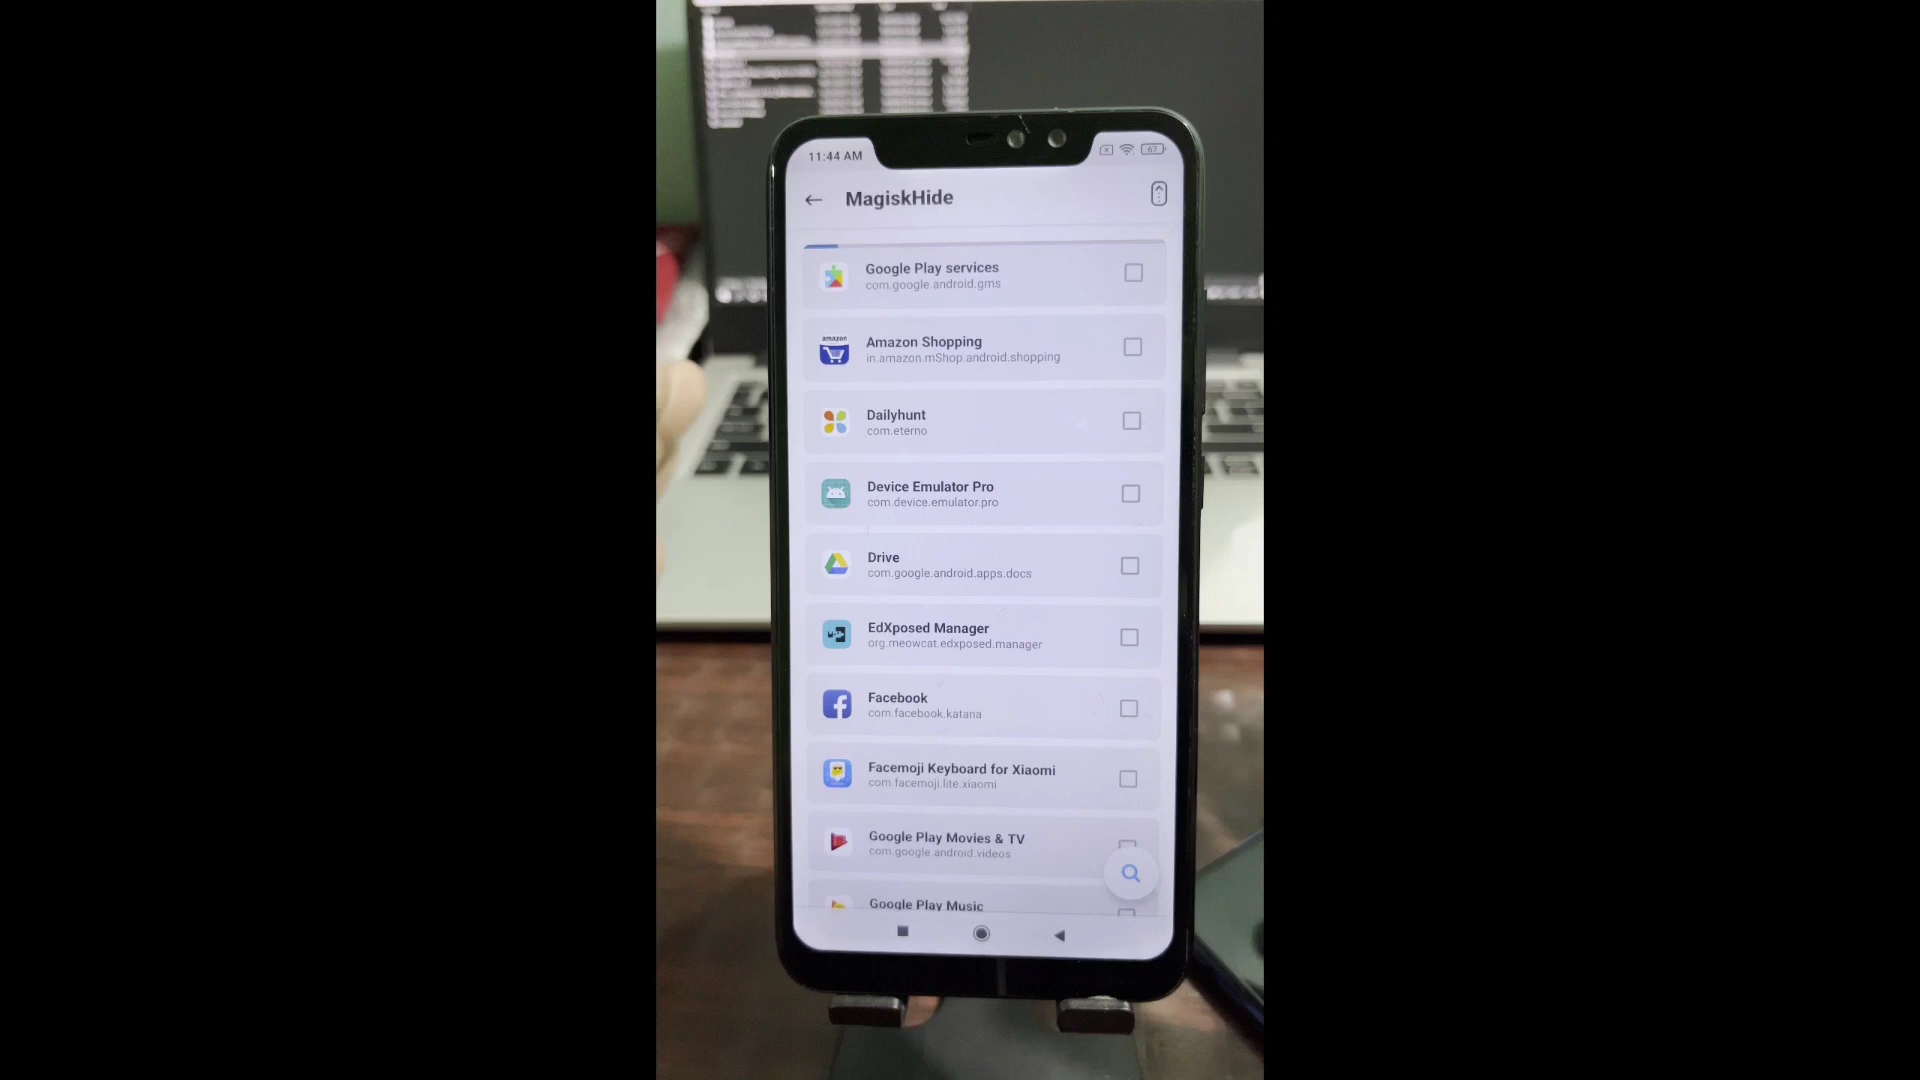 11:44 AM
67
MagiskHide
Google Play services
com.google.android.gms
amazon
Amazon Shopping
in.amazon.mShop.android.shopping
Dailyhunt
com.eterno
Device Emulator Pro
com.device.emulator.pro
Drive
com.google.android.apps.docs
EdXposed Manager
org.meowcat.edxposed.manager
Facebook
com.facebook.katana
Facemoji Keyboard for Xiaomi
com.facemoji.lite.xiaomi
Google Play Movies & TV
com.google.android.videos
Google Play Music